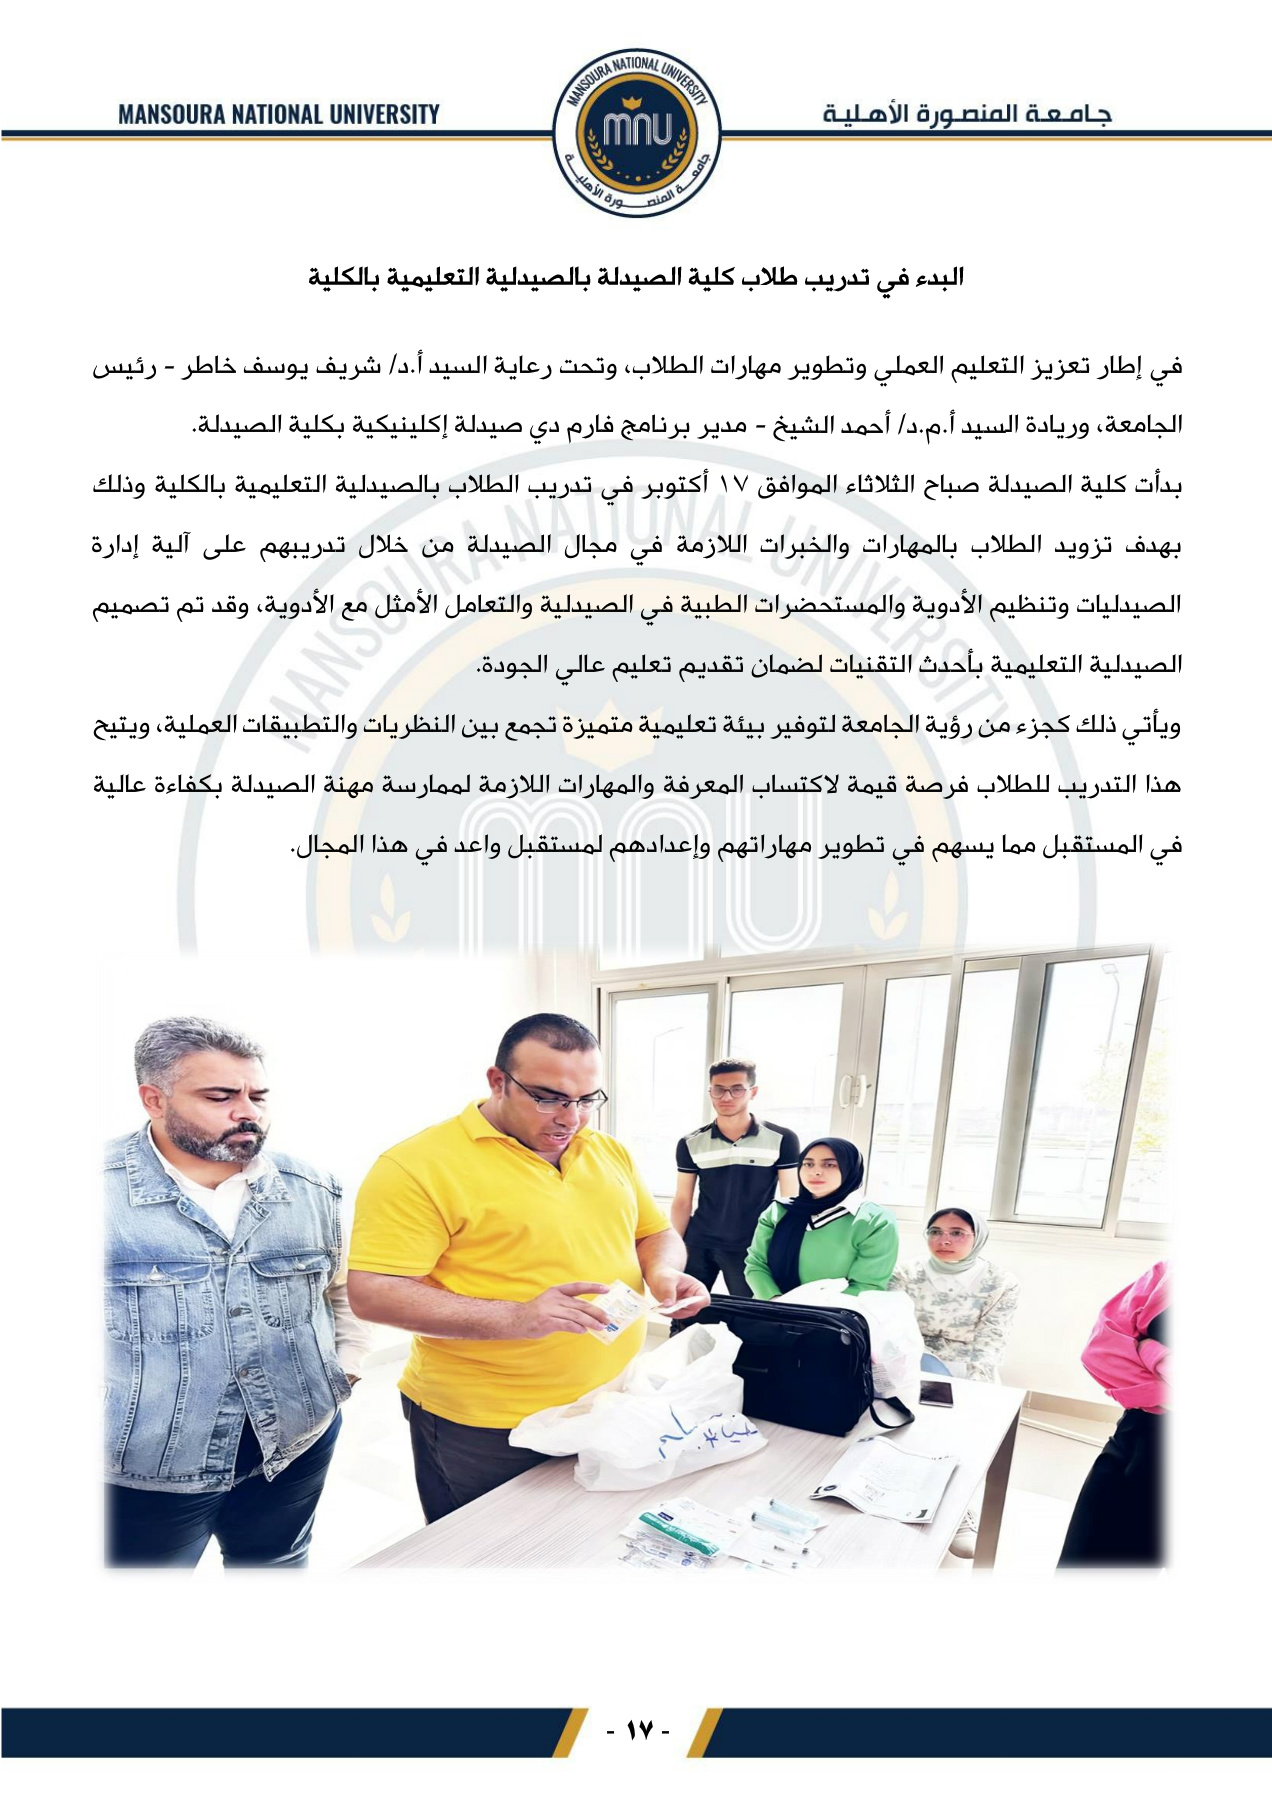 MANSOURA NATIONAL UNIVERSITY
جامعة المنصورة الأهلية
MANSOURA NATIONAL UNIVERSITY
mnu
جامعة المنصورة الأهلية
البدء في تدريب طلاب كلية الصيدلة بالصيدلية التعليمية بالكلية
في إطار تعزيز التعليم العملي وتطوير مهارات الطلاب، وتحت رعاية السيد أ.د/ شريف يوسف خاطر - رئيس
الجامعة، وريادة السيد أ.م.د/ أحمد الشيخ - مدير برنامج فارم دي صيدلة إكلينيكية بكلية الصيدلة.
بدأت كلية الصيدلة صباح الثلاثاء الموافق ١٧ أكتوبر في تدريب الطلاب بالصيدلية التعليمية بالكلية وذلك
بهدف تزويد الطلاب بالمهارات والخبرات اللازمة في مجال الصيدلة من خلال تدريبهم على آلية إدارة
الصيدليات وتنظيم الأدوية والمستحضرات الطبية في الصيدلية والتعامل الأمثل مع الأدوية، وقد تم تصميم
الصيدلية التعليمية بأحدث التقنيات لضمان تقديم تعليم عالي الجودة.
ويأتي ذلك كجزء من رؤية الجامعة لتوفير بيئة تعليمية متميزة تجمع بين النظريات والتطبيقات العملية، ويتيح
هذا التدريب للطلاب فرصة قيمة لاكتساب المعرفة والمهارات اللازمة لممارسة مهنة الصيدلة بكفاءة عالية
في المستقبل مما يسهم في تطوير مهاراتهم وإعدادهم لمستقبل واعد في هذا المجال.
MANSOURA NATIONAL UNIVERSITY
mnu
- ١٧ -